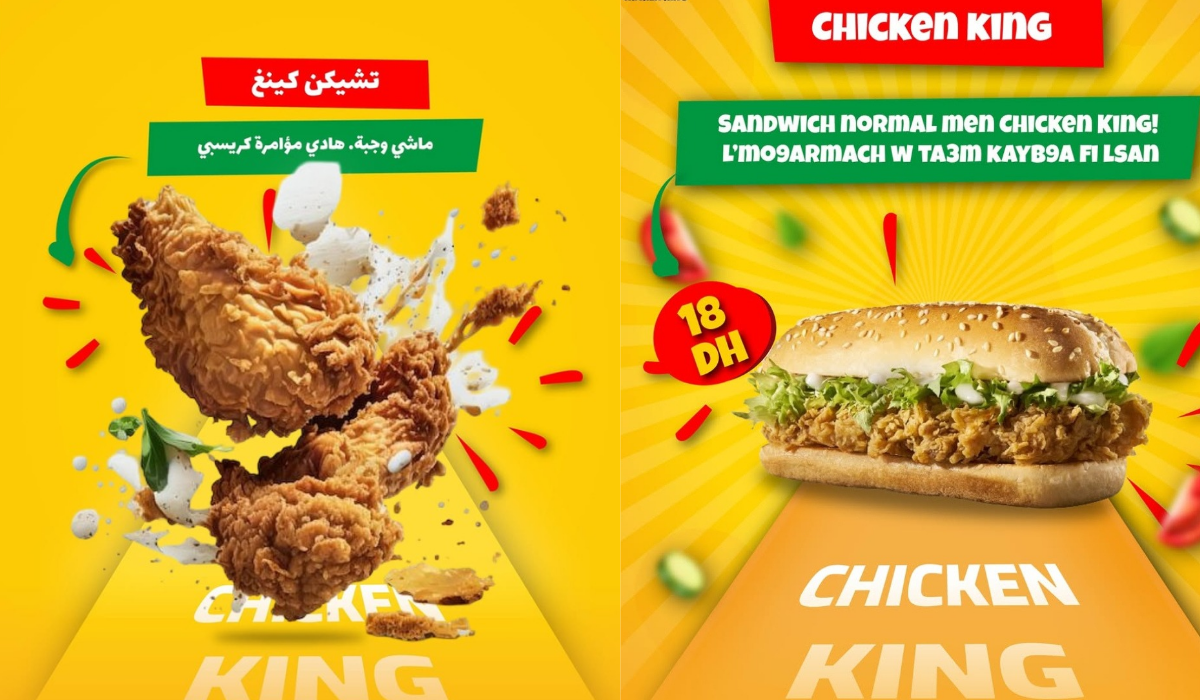 تشيكن كينغ
ماشي وجبة. هادي مؤامرة كريسبي
CHICKEN
KING
CHICKEN KING
SANDWICH NORMAL MEN CHICKEN KING!
L'MO9ARMACH W TA3M KAYB9A FI LSAN
18
DH
CHICKEN
KING